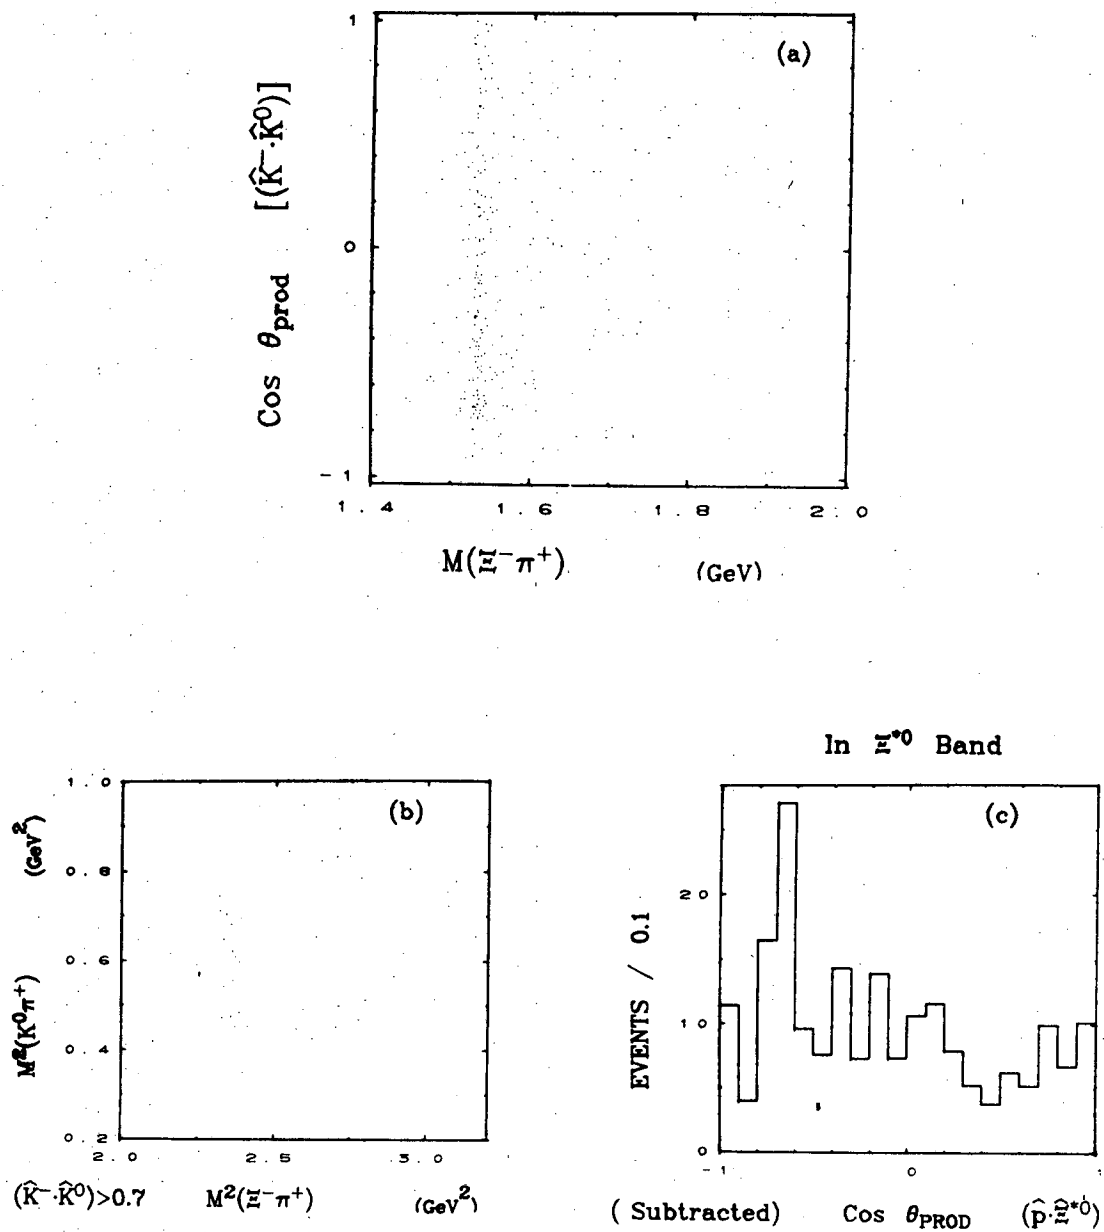 1
(a)
Cos θprod [(K̂⁻·K̂⁰)]
0
-1
1.4 1.6 1.8 2.0
M(Ξ⁻π⁺) (GeV)
In Ξ*⁰ Band
1.0
(b)
(GeV²)
0.8
0.6
M²(K⁰π⁺)
0.4
0.2
2.0 2.5 3.0
(K̂⁻·K̂⁰)>0.7 M²(Ξ⁻π⁺) (GeV²)
(c)
20
EVENTS / 0.1
10
0
-1 0 1
(Subtracted) Cos θPROD (p̂·Ξ̂*⁰)